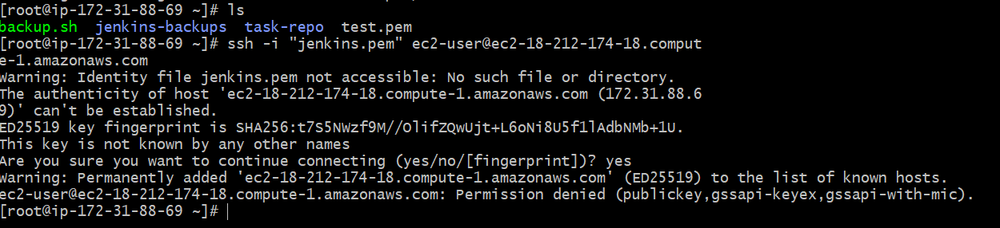 [root@ip-172-31-88-69 ~]# ls
backup.sh  jenkins-backups  task-repo  test.pem
[root@ip-172-31-88-69 ~]# ssh -i "jenkins.pem" ec2-user@ec2-18-212-174-18.comput
e-1.amazonaws.com
Warning: Identity file jenkins.pem not accessible: No such file or directory.
The authenticity of host 'ec2-18-212-174-18.compute-1.amazonaws.com (172.31.88.6
9)' can't be established.
ED25519 key fingerprint is SHA256:t7S5NWzf9M//OlifZQwUjt+L6oNi8U5f1lAdbNMb+1U.
This key is not known by any other names
Are you sure you want to continue connecting (yes/no/[fingerprint])? yes
Warning: Permanently added 'ec2-18-212-174-18.compute-1.amazonaws.com' (ED25519) to the list of known hosts.
ec2-user@ec2-18-212-174-18.compute-1.amazonaws.com: Permission denied (publickey,gssapi-keyex,gssapi-with-mic).
[root@ip-172-31-88-69 ~]#